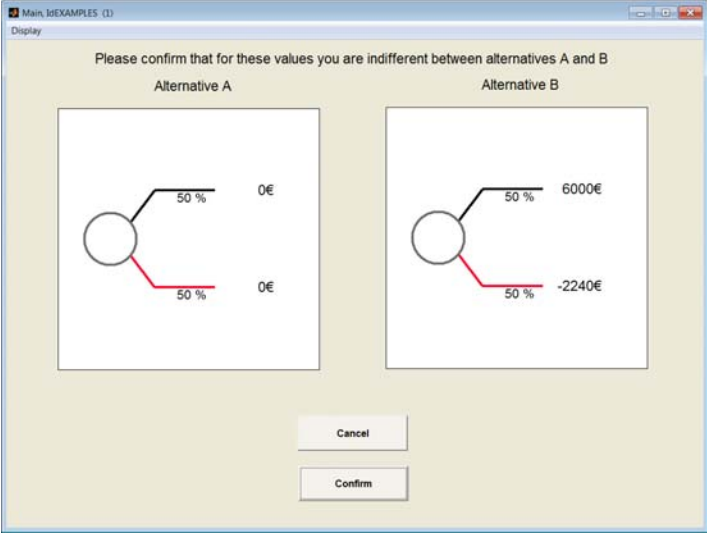 Main, IdEXAMPLES (1)
Display
Please confirm that for these values you are indifferent between alternatives A and B
Alternative A
Alternative B
50 %
0€
50 %
0€
50 %
6000€
50 %
-2240€
Cancel
Confirm